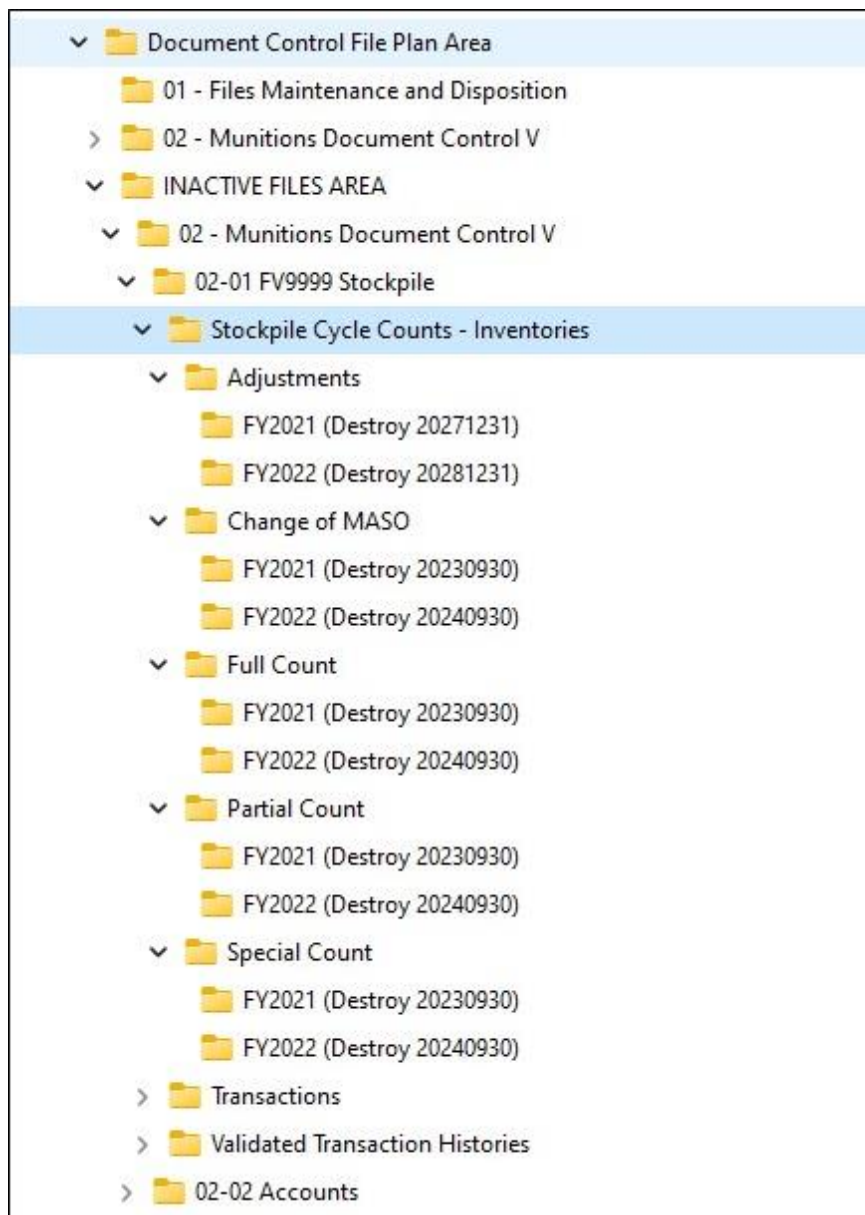 Document Control File Plan Area
01 - Files Maintenance and Disposition
02 - Munitions Document Control V
INACTIVE FILES AREA
02 - Munitions Document Control V
02-01 FV9999 Stockpile
Stockpile Cycle Counts - Inventories
Adjustments
FY2021 (Destroy 20271231)
FY2022 (Destroy 20281231)
Change of MASO
FY2021 (Destroy 20230930)
FY2022 (Destroy 20240930)
Full Count
FY2021 (Destroy 20230930)
FY2022 (Destroy 20240930)
Partial Count
FY2021 (Destroy 20230930)
FY2022 (Destroy 20240930)
Special Count
FY2021 (Destroy 20230930)
FY2022 (Destroy 20240930)
Transactions
Validated Transaction Histories
02-02 Accounts